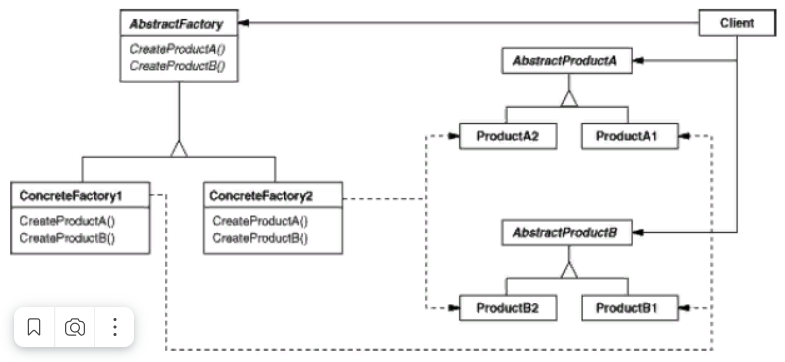 AbstractFactory
CreateProductA()
CreateProductB()
Client
AbstractProductA
ProductA2
ProductA1
ConcreteFactory1
CreateProductA()
CreateProductB()
ConcreteFactory2
CreateProductA()
CreateProductB()
AbstractProductB
ProductB2
ProductB1